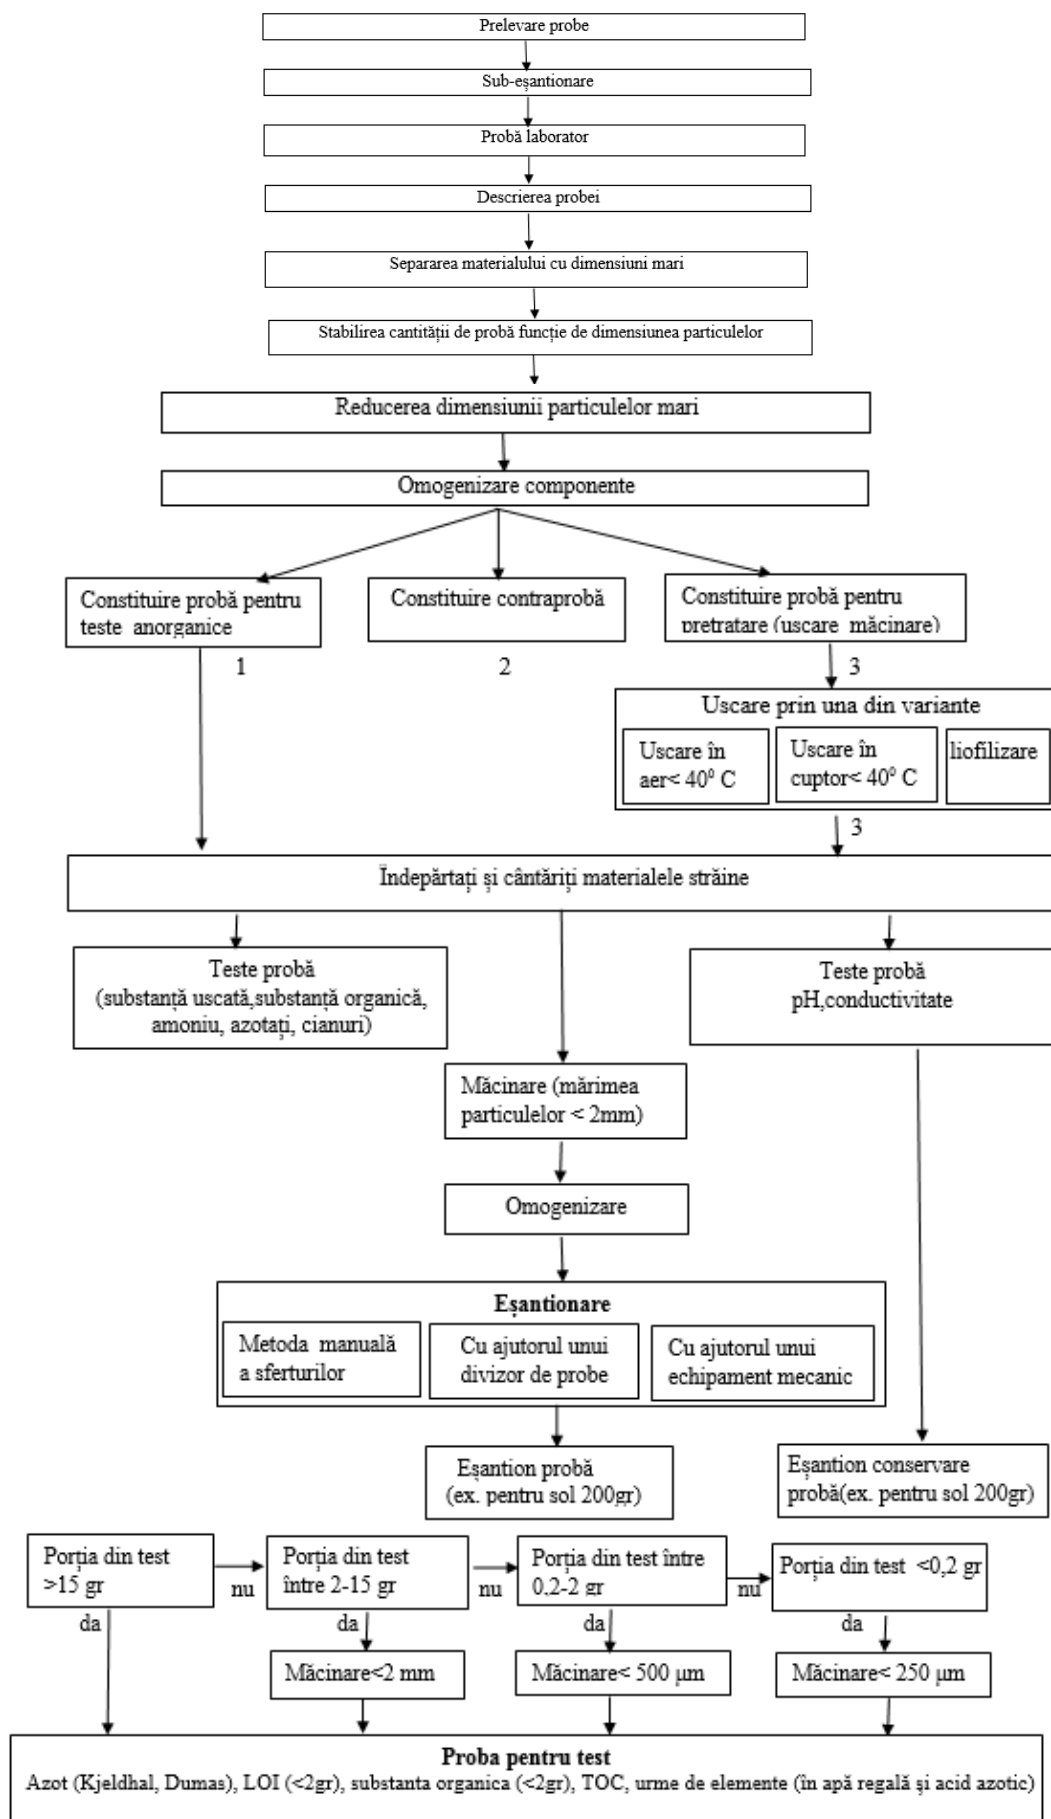 Prelevare probe
Sub-eșantionare
Probă laborator
Descrierea probei
Separarea materialului cu dimensiuni mari
Stabilirea cantității de probă funcție de dimensiunea particulelor
Reducerea dimensiunii particulelor mari
Omogenizare componente
Constituire probă pentru
teste anorganice
Constituire contraprobă
Constituire probă pentru
pretratare (uscare măcinare)
1
2
3
Uscare prin una din variante
Uscare în
aer< 40⁰ C
Uscare în
cuptor< 40⁰ C
liofilizare
3
Îndepărtați și cântăriți materialele străine
Teste probă
(substanță uscată,substanță organică,
amoniu, azotați, cianuri)
Teste probă
pH,conductivitate
Măcinare (mărimea
particulelor < 2mm)
Omogenizare
Eșantionare
Metoda manuală
a sferturilor
Cu ajutorul unui
divizor de probe
Cu ajutorul unui
echipament mecanic
Eșantion probă
(ex. pentru sol 200gr)
Eșantion conservare
probă(ex. pentru sol 200gr)
Porția din test
>15 gr
nu
Porția din test
între 2-15 gr
nu
Porția din test între
0,2-2 gr
nu
Porția din test <0,2 gr
da
da
da
da
Măcinare<2 mm
Măcinare< 500 µm
Măcinare< 250 µm
Proba pentru test
Azot (Kjeldhal, Dumas), LOI (<2gr), substanta organica (<2gr), TOC, urme de elemente (în apă regală și acid azotic)